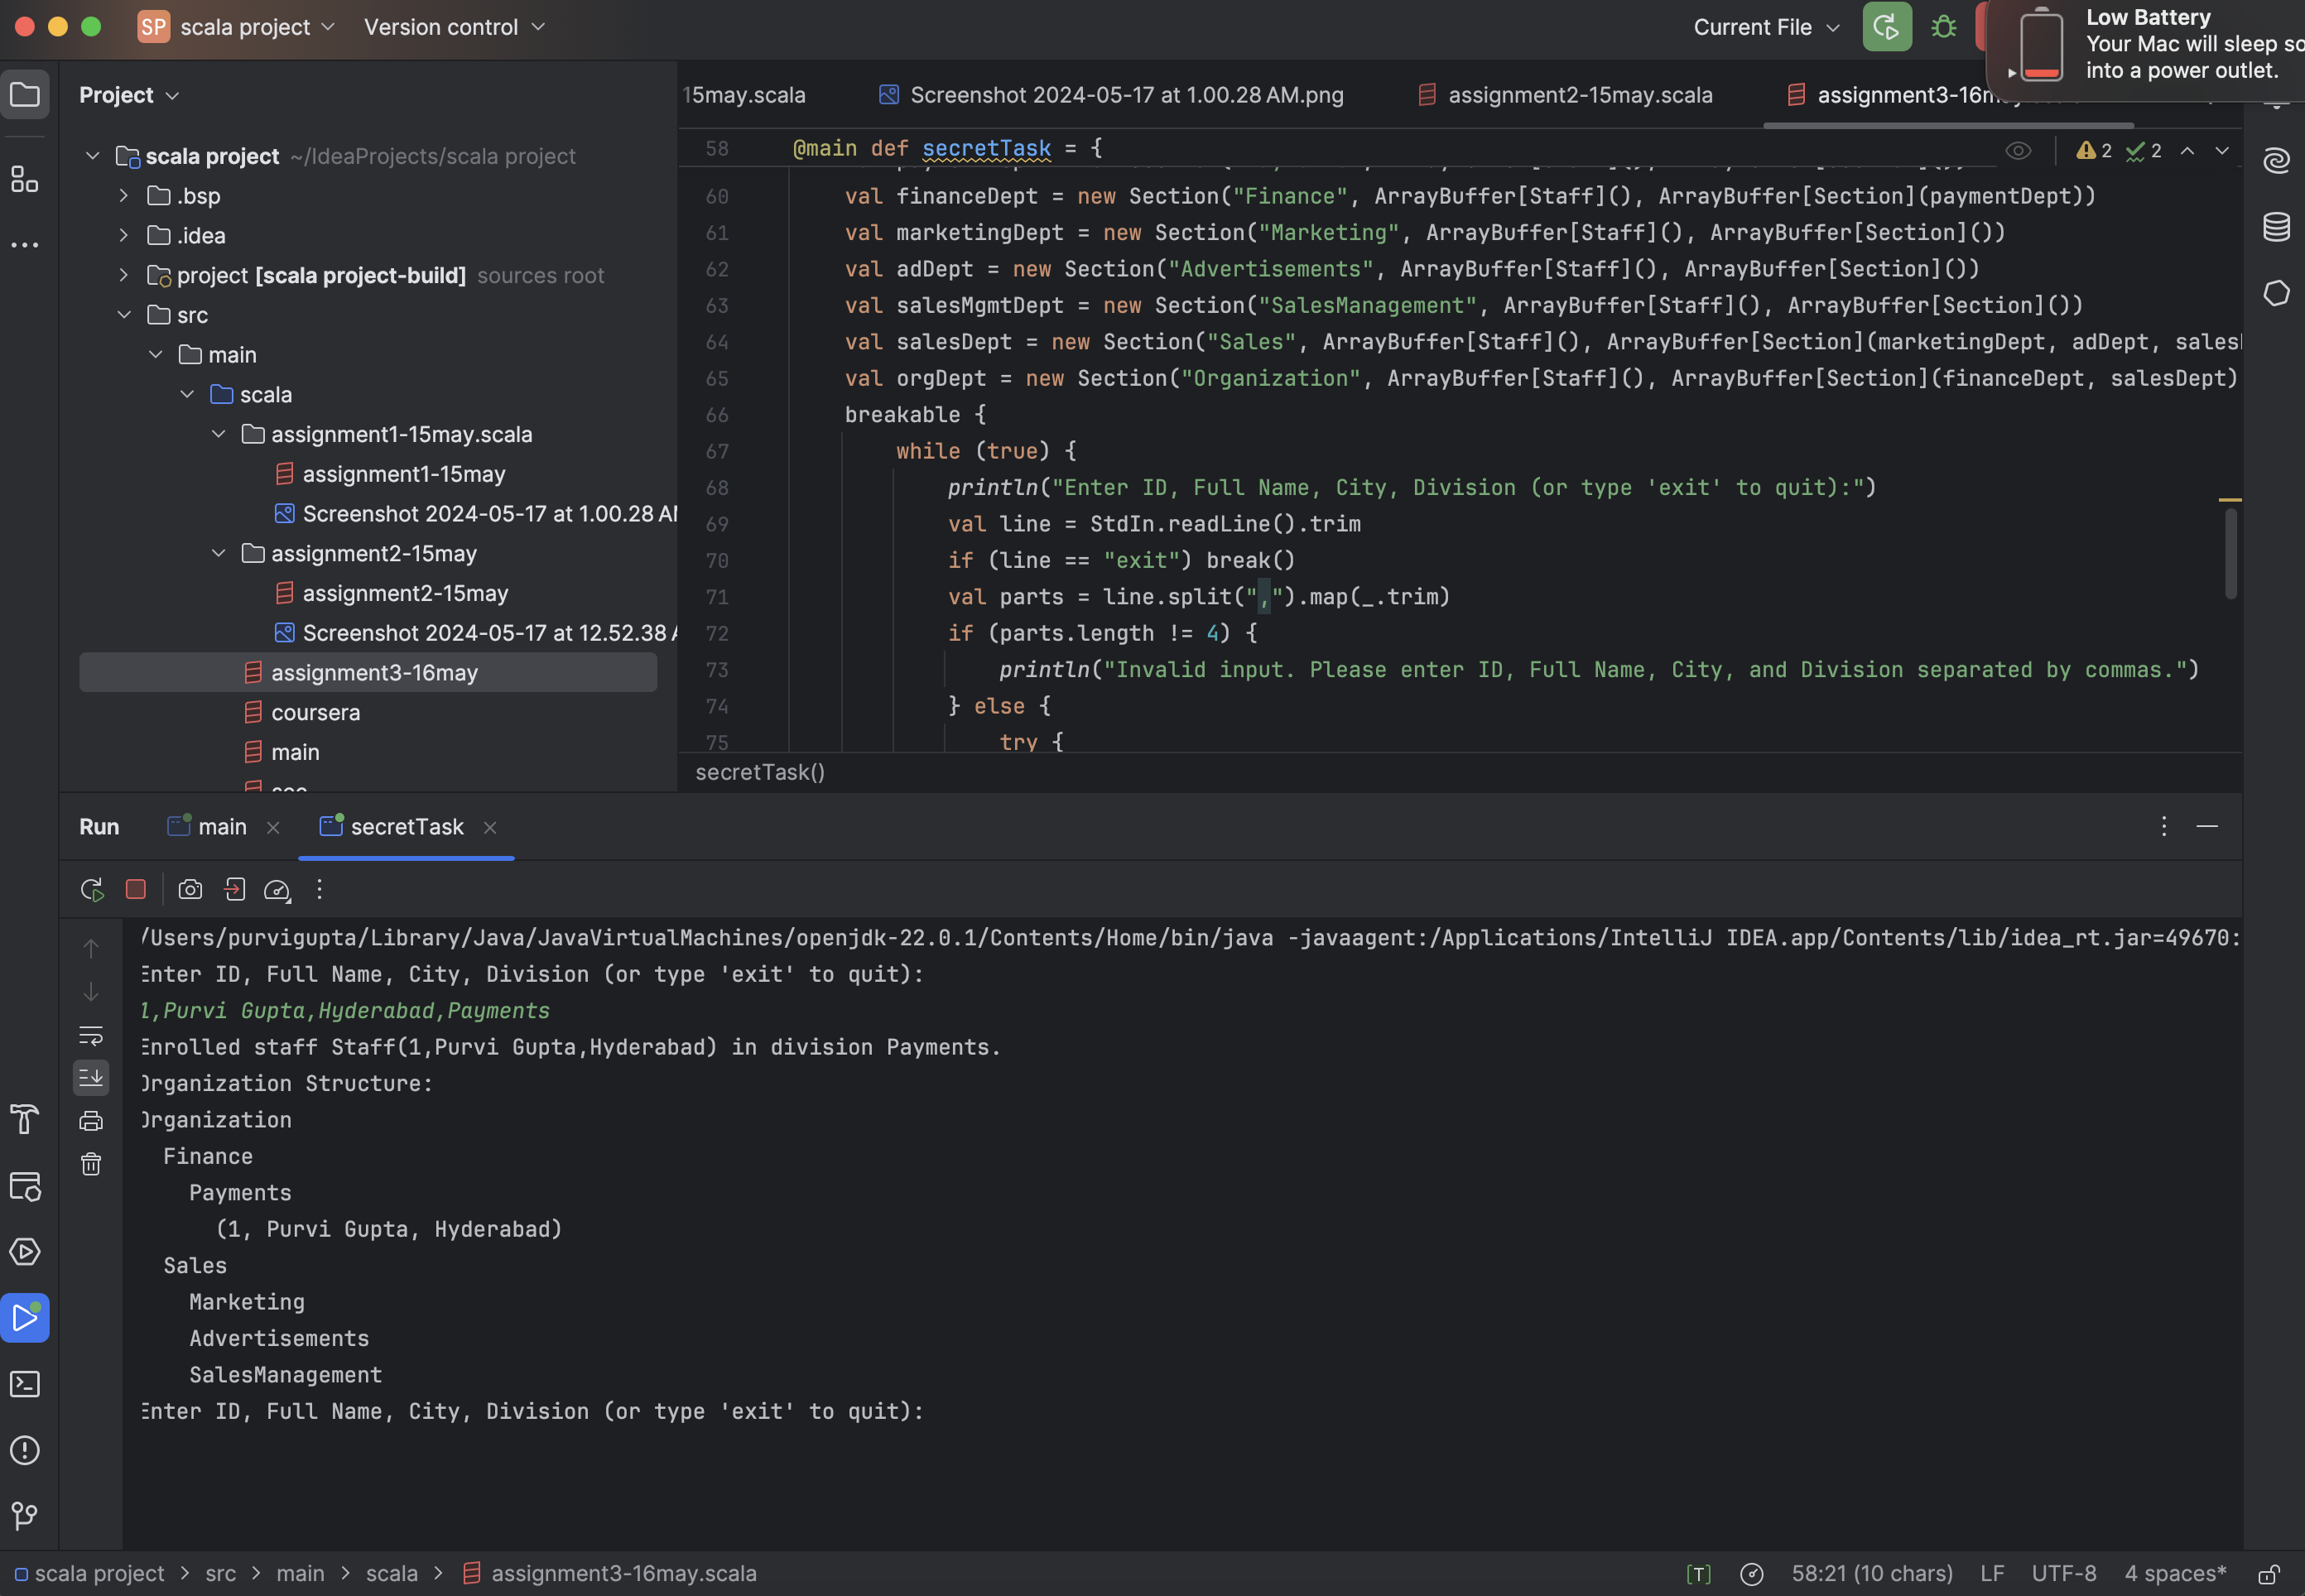 SP scala project Version control Current File
Low Battery
Your Mac will sleep
into a power outlet.
Project
15may.scala Screenshot 2024-05-17 at 1.00.28 AM.png assignment2-15may.scala
scala project ~/IdeaProjects/scala project
.bsp
.idea
project [scala project-build] sources root
src
main
scala
assignment1-15may.scala
assignment1-15may
Screenshot 2024-05-17 at 1.00.28
assignment2-15may
assignment2-15may
Screenshot 2024-05-17 at 12.52.38
assignment3-16may
coursera
main
58 @main def secretTask = {
2 2
60 val financeDept = new Section("Finance", ArrayBuffer[Staff](), ArrayBuffer[Section](paymentDept))
61 val marketingDept = new Section("Marketing", ArrayBuffer[Staff](), ArrayBuffer[Section]())
62 val adDept = new Section("Advertisements", ArrayBuffer[Staff](), ArrayBuffer[Section]())
63 val salesMgmtDept = new Section("SalesManagement", ArrayBuffer[Staff](), ArrayBuffer[Section]())
64 val salesDept = new Section("Sales", ArrayBuffer[Staff](), ArrayBuffer[Section](marketingDept, adDept,
65 val orgDept = new Section("Organization", ArrayBuffer[Staff](), ArrayBuffer[Section](financeDept, salesDept)
66 breakable {
67 while (true) {
68 println("Enter ID, Full Name, City, Division (or type 'exit' to quit):")
69 val line = StdIn.readLine().trim
70 if (line == "exit") break()
71 val parts = line.split(",").map(_.trim)
72 if (parts.length != 4) {
73 println("Invalid input. Please enter ID, Full Name, City, and Division separated by commas.")
74 } else {
75 try {
secretTask()
Run main secretTask
/Users/purvigupta/Library/Java/JavaVirtualMachines/openjdk-22.0.1/Contents/Home/bin/java -javaagent:/Applications/IntelliJ IDEA.app/Contents/lib/idea_rt.jar=49670:
Enter ID, Full Name, City, Division (or type 'exit' to quit):
1,Purvi Gupta,Hyderabad,Payments
Enrolled staff Staff(1,Purvi Gupta,Hyderabad) in division Payments.
Organization Structure:
Organization
Finance
Payments
(1, Purvi Gupta, Hyderabad)
Sales
Marketing
Advertisements
SalesManagement
Enter ID, Full Name, City, Division (or type 'exit' to quit):
scala project > src > main > scala > assignment3-16may.scala
[T] 58:21 (10 chars) LF UTF-8 4 spaces*